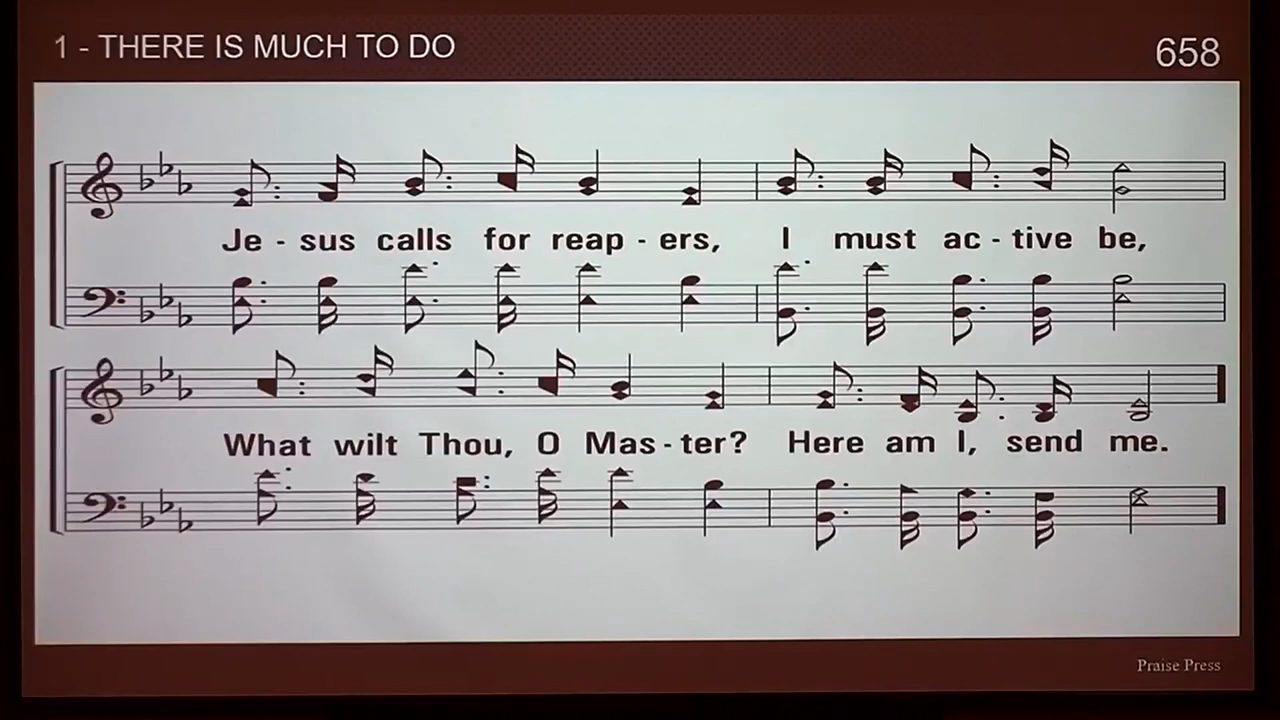 1 - THERE IS MUCH TO DO
658
Je - sus calls for reap - ers, I must ac - tive be,
What wilt Thou, O Mas - ter? Here am I, send me.
Praise Press